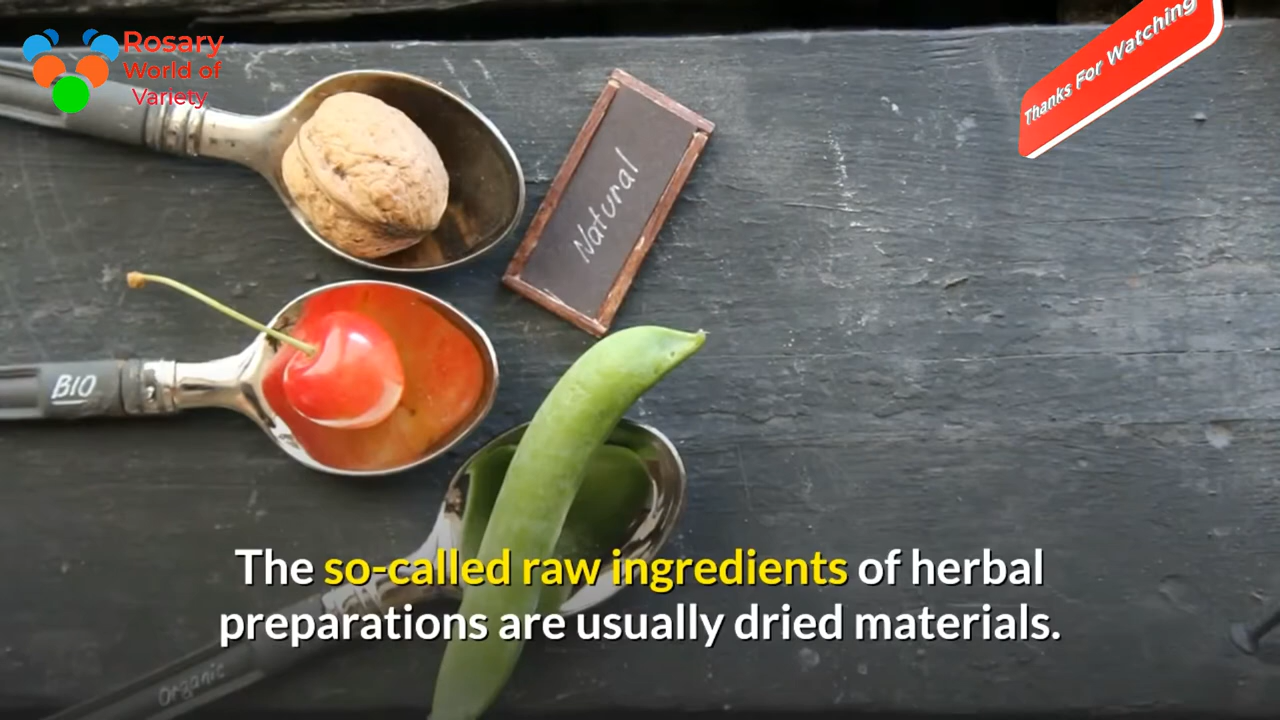 Rosary
World of
Variety
Thanks For Watching
Natural
BIO
The so-called raw ingredients of herbal
preparations are usually dried materials.
Organic